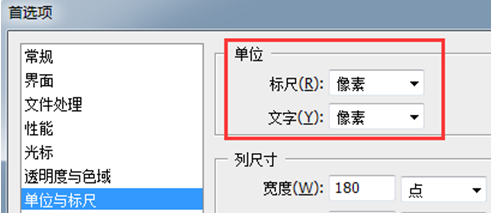 首选项
常规
界面
文件处理
性能
光标
透明度与色域
单位与标尺
单位
标尺(R): 像素
文字(Y): 像素
列尺寸
宽度(W): 180 点